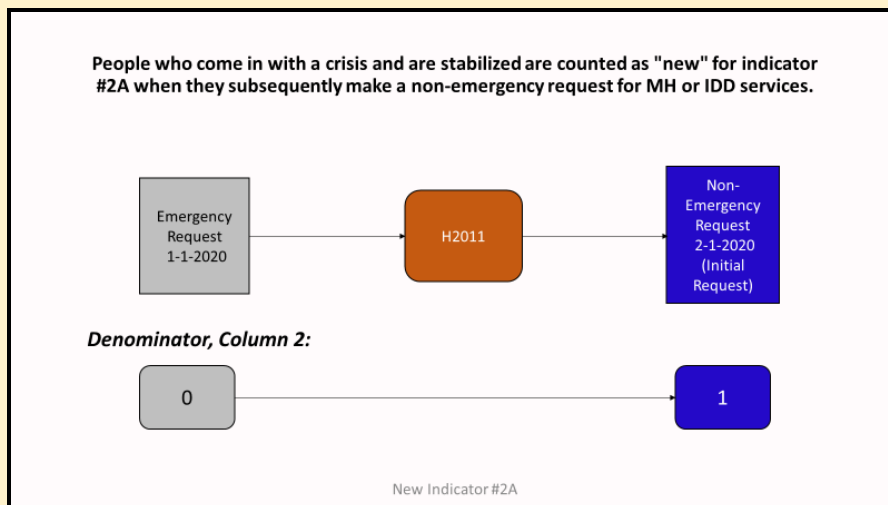 People who come in with a crisis and are stabilized are counted as "new" for indicator
#2A when they subsequently make a non-emergency request for MH or IDD services.
Emergency
Request
1-1-2020
H2011
Non-
Emergency
Request
2-1-2020
(Initial
Request)
Denominator, Column 2:
0
1
New Indicator #2A